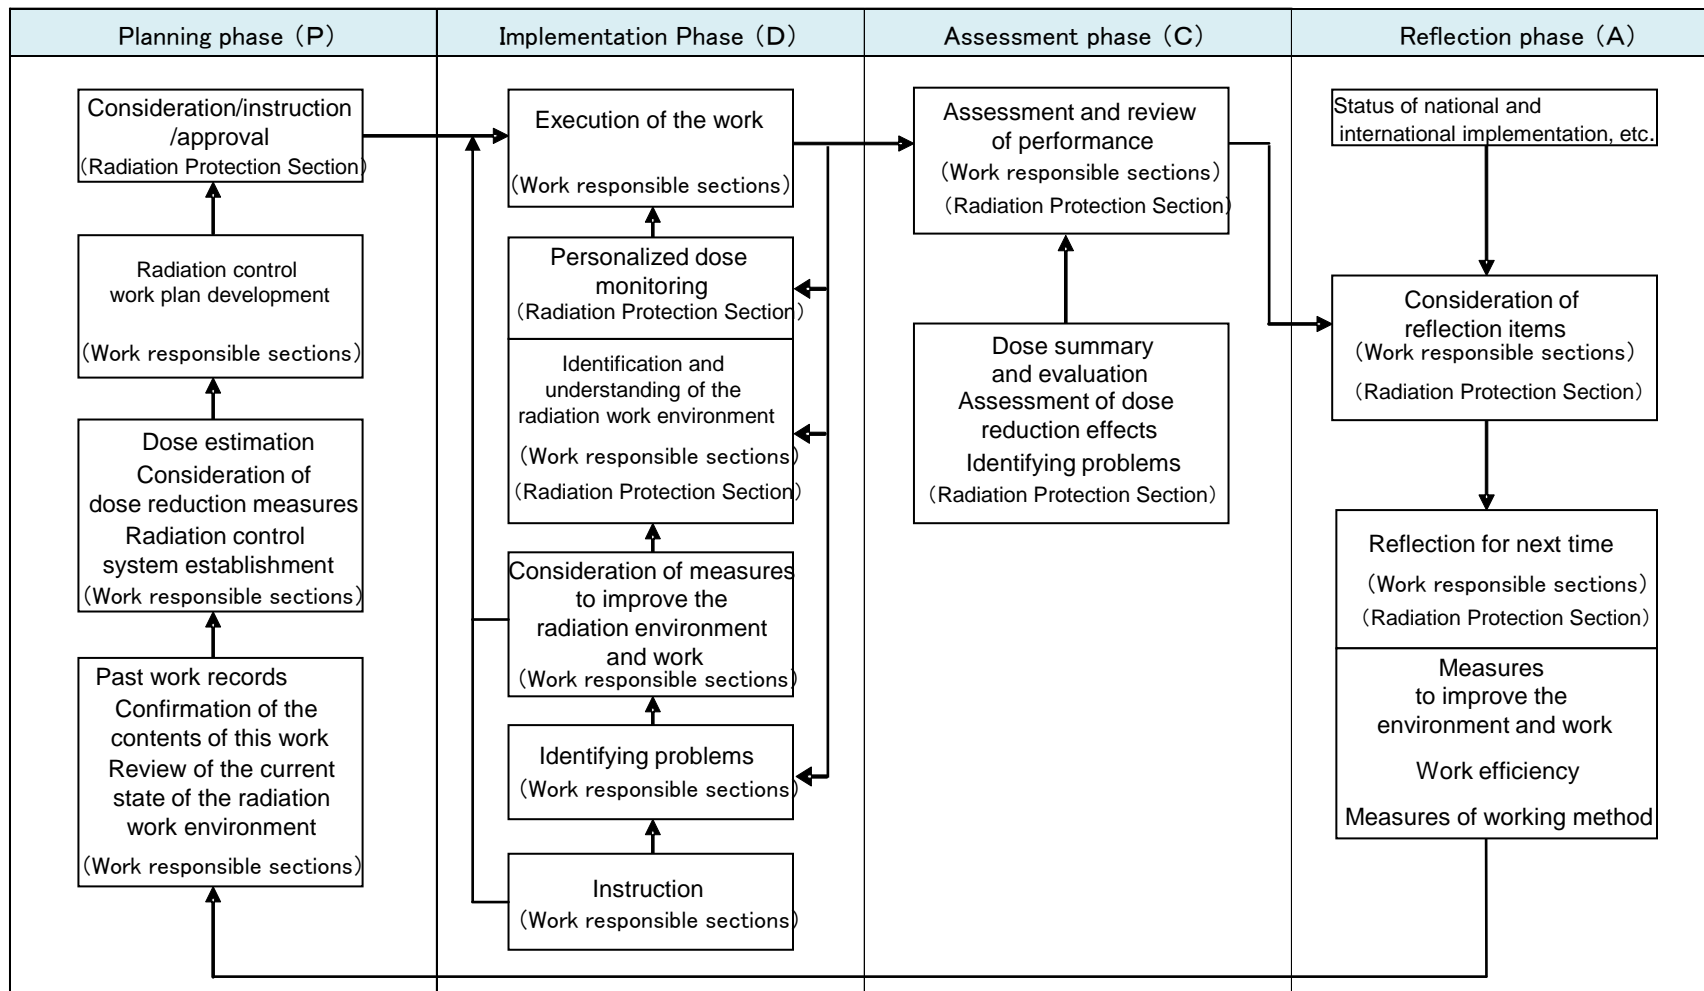 Planning phase（P）
Implementation Phase（D）
Assessment phase（C）
Reflection phase（A）
Consideration/instruction
/approval
(Radiation Protection Section)
Radiation control
work plan development
（Work responsible sections）
Dose estimation
Consideration of
dose reduction measures
Radiation control
system establishment
（Work responsible sections）
Past work records
Confirmation of the
contents of this work
Review of the current
state of the radiation
work environment
（Work responsible sections）
Execution of the work
（Work responsible sections）
Personalized dose
monitoring
（Radiation Protection Section）
Identification and
understanding of the
radiation work environment
（Work responsible sections）
（Radiation Protection Section）
Consideration of measures
to improve the
radiation environment
and work
（Work responsible sections）
Identifying problems
（Work responsible sections）
Instruction
（Work responsible sections）
Assessment and review
of performance
（Work responsible sections）
（Radiation Protection Section）
Dose summary
and evaluation
Assessment of dose
reduction effects
Identifying problems
（Radiation Protection Section）
Status of national and
international implementation, etc.
Consideration of
reflection items
（Work responsible sections）
（Radiation Protection Section）
Reflection for next time
（Work responsible sections）
（Radiation Protection Section）
Measures
to improve the
environment and work
Work efficiency
Measures of working method